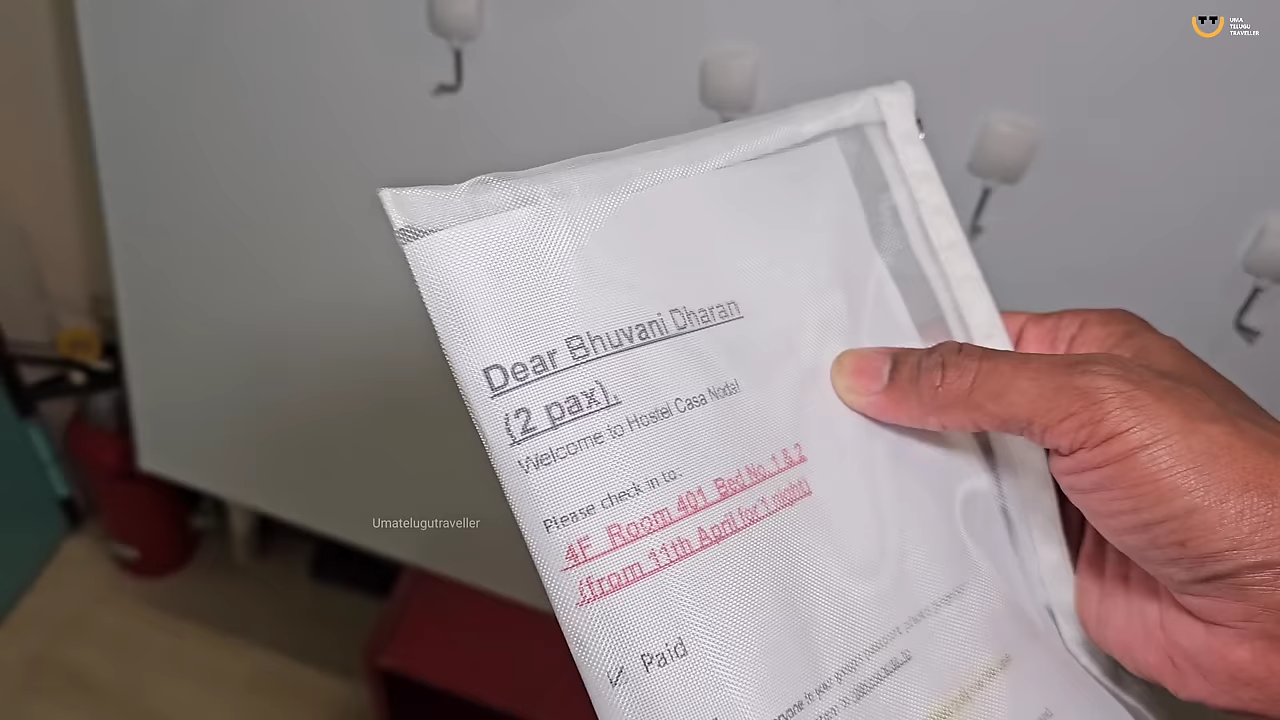 UMA
TELUGU
TRAVELLER
Dear Bhuvani Dharan
(2 pax),
Welcome to Hostel Casa Nodal
Please check in to:
4F Room 401 Bed No. 1 & 2
(from 11th April for 1 night)
Umatelugutraveller
✓ Paid